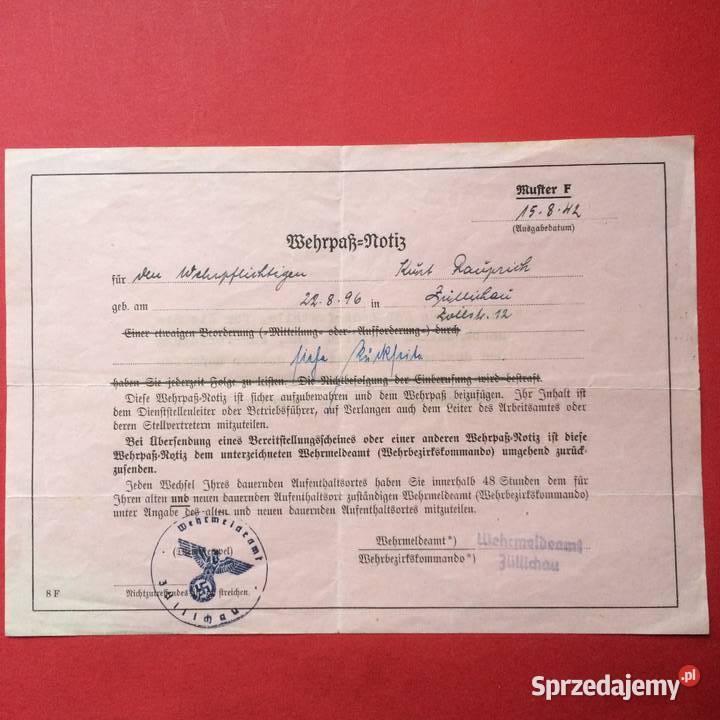 Muster F
15.8.42
(Ausgabedatum)
Wehrpaß=Notiz
für den Wehrpflichtigen Kurt Rauprich
geb. am 22.8.96 in Züllichau
Zollstr. 12
Einer etwaigen Beorderung (»Mitteilung« oder »Aufforderung«) durch
siehe Rückseite
haben Sie jederzeit Folge zu leisten. (Die Nichtbefolgung der Einberufung wird bestraft.
Diese Wehrpaß-Notiz ist sicher aufzubewahren und dem Wehrpaß beizufügen. Ihr Inhalt ist
dem Dienststellenleiter oder Betriebsführer, auf Verlangen auch dem Leiter des Arbeitsamtes oder
deren Stellvertretern mitzuteilen.
Bei Übersendung eines Bereitstellungsscheines oder einer anderen Wehrpaß-Notiz ist diese
Wehrpaß-Notiz dem unterzeichneten Wehrmeldeamt (Wehrbezirkskommando) umgehend zurück-
zusenden.
Jeden Wechsel Ihres dauernden Aufenthaltsortes haben Sie innerhalb 48 Stunden dem für
Ihren alten und neuen dauernden Aufenthaltsort zuständigen Wehrmeldeamt (Wehrbezirkskommando)
unter Angabe des alten und neuen dauernden Aufenthaltsortes mitzuteilen.
Wehrmeldeamt
Züllichau
Wehrmeldeamt*)
Wehrbezirkskommando*)
Wehrmeldeamt
Züllichau
8 F
Nichtzutreffendes streichen.
Sprzedajemy.pl